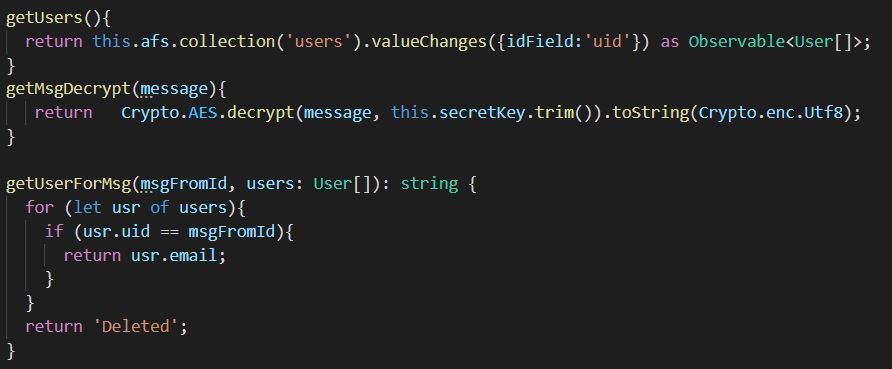 getUsers(){
  return this.afs.collection('users').valueChanges({idField:'uid'}) as Observable<User[]>;
}
getMsgDecrypt(message){
   return   Crypto.AES.decrypt(message, this.secretKey.trim()).toString(Crypto.enc.Utf8);
}
getUserForMsg(msgFromId, users: User[]): string {
  for (let usr of users){
    if (usr.uid == msgFromId){
      return usr.email;
    }
  }
  return 'Deleted';
}